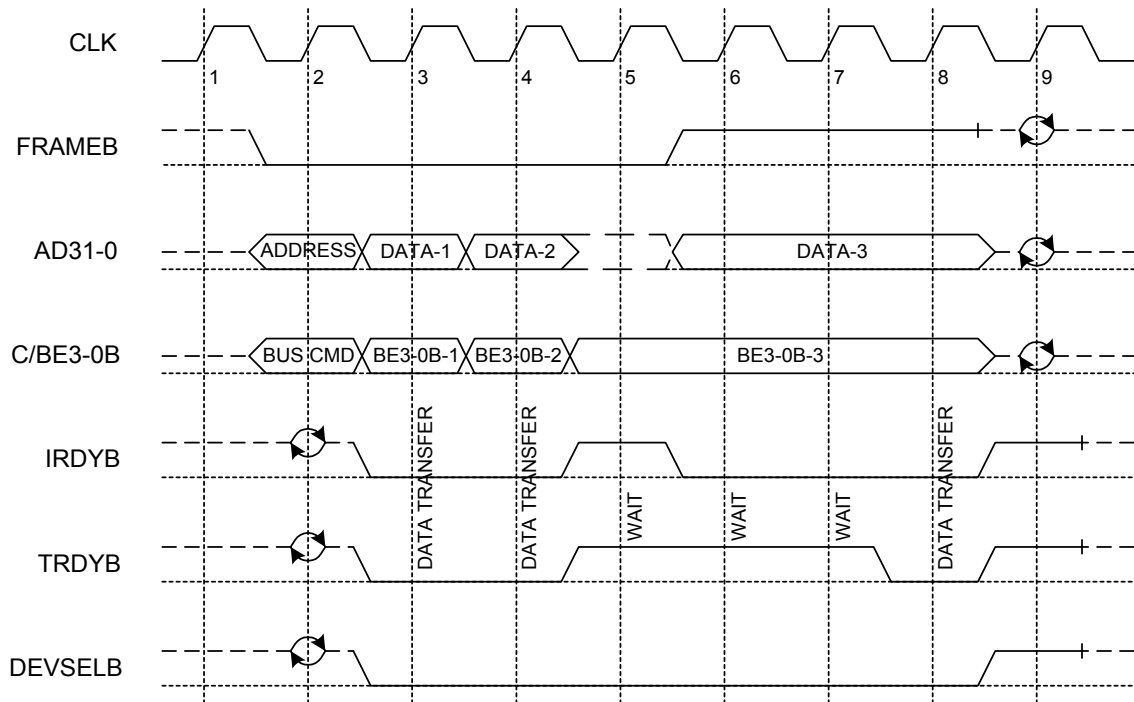 CLK
1 2 3 4 5 6 7 8 9
FRAMEB
AD31-0
ADDRESS DATA-1 DATA-2 DATA-3
C/BE3-0B
BUS CMD BE3-0B-1 BE3-0B-2 BE3-0B-3
IRDYB
DATA TRANSFER
DATA TRANSFER
WAIT
WAIT
WAIT
DATA TRANSFER
TRDYB
DEVSELB